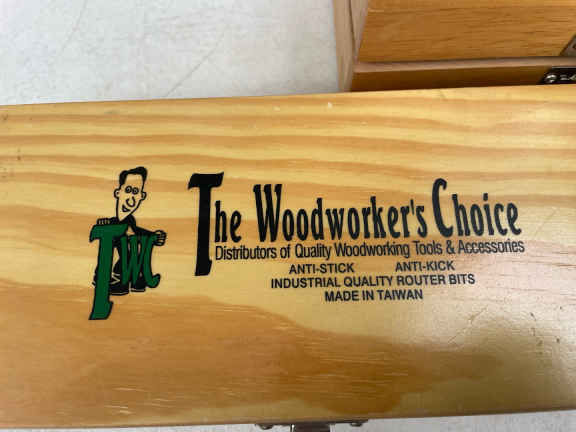 TWC
The Woodworker's Choice
Distributors of Quality Woodworking Tools & Accessories
ANTI-STICK ANTI-KICK
INDUSTRIAL QUALITY ROUTER BITS
MADE IN TAIWAN